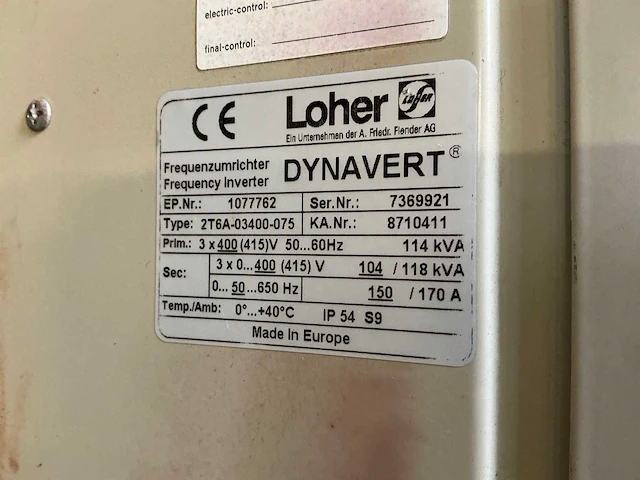 electric-control:
final-control:
CE
Loher LOHER
Ein Unternehmen der A. Friedr. Flender AG
Frequenzumrichter
Frequency Inverter DYNAVERT ®
EP.Nr.: 1077762 Ser.Nr.: 7369921
Type: 2T6A-03400-075 KA.Nr.: 8710411
Prim.: 3 x 400 (415)V 50...60Hz 114 kVA
Sec: 3 x 0...400 (415) V 104 / 118 kVA
0... 50...650 Hz 150 / 170 A
Temp./Amb: 0°...+40°C IP 54 S9
Made in Europe